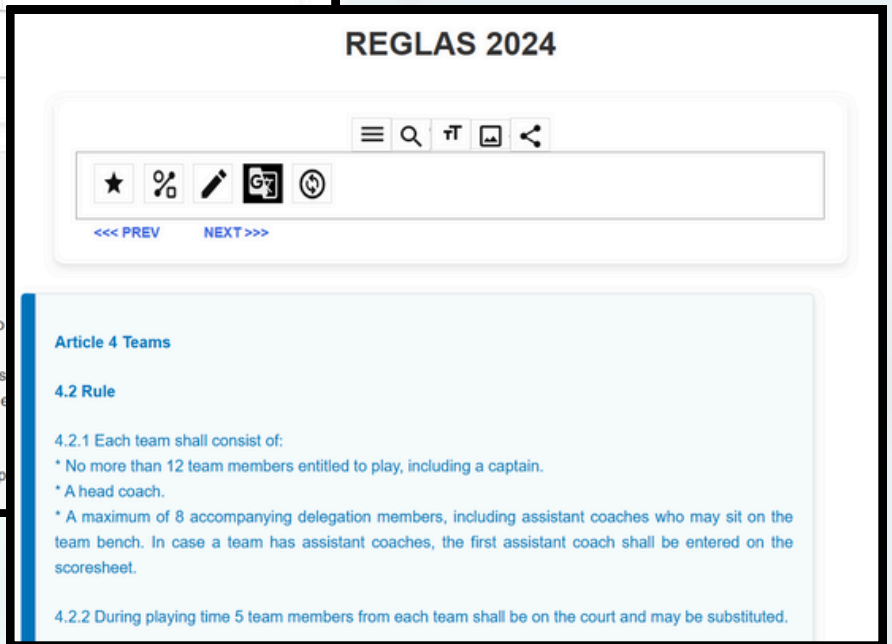 REGLAS 2024
<<< PREV NEXT >>>
Article 4 Teams
4.2 Rule
4.2.1 Each team shall consist of:
* No more than 12 team members entitled to play, including a captain.
* A head coach.
* A maximum of 8 accompanying delegation members, including assistant coaches who may sit on the
team bench. In case a team has assistant coaches, the first assistant coach shall be entered on the
scoresheet.
4.2.2 During playing time 5 team members from each team shall be on the court and may be substituted.